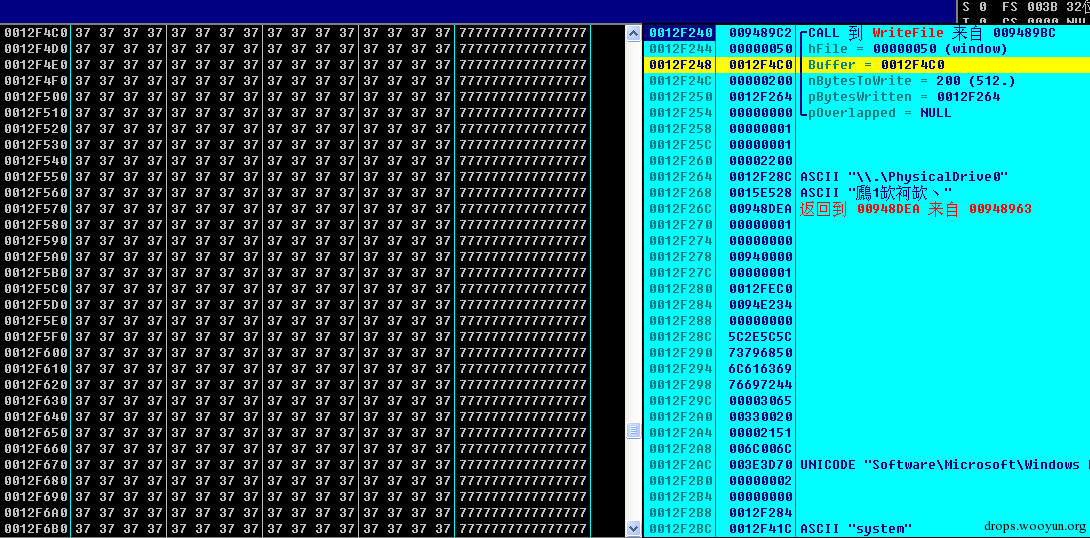 S 0 FS 003B 32位
0012F4C0 37 37 37 37 37 37 37 37 37 37 37 37 37 37 37 37 7777777777777777
0012F4D0 37 37 37 37 37 37 37 37 37 37 37 37 37 37 37 37 7777777777777777
0012F4E0 37 37 37 37 37 37 37 37 37 37 37 37 37 37 37 37 7777777777777777
0012F4F0 37 37 37 37 37 37 37 37 37 37 37 37 37 37 37 37 7777777777777777
0012F500 37 37 37 37 37 37 37 37 37 37 37 37 37 37 37 37 7777777777777777
0012F510 37 37 37 37 37 37 37 37 37 37 37 37 37 37 37 37 7777777777777777
0012F520 37 37 37 37 37 37 37 37 37 37 37 37 37 37 37 37 7777777777777777
0012F530 37 37 37 37 37 37 37 37 37 37 37 37 37 37 37 37 7777777777777777
0012F540 37 37 37 37 37 37 37 37 37 37 37 37 37 37 37 37 7777777777777777
0012F550 37 37 37 37 37 37 37 37 37 37 37 37 37 37 37 37 7777777777777777
0012F560 37 37 37 37 37 37 37 37 37 37 37 37 37 37 37 37 7777777777777777
0012F570 37 37 37 37 37 37 37 37 37 37 37 37 37 37 37 37 7777777777777777
0012F580 37 37 37 37 37 37 37 37 37 37 37 37 37 37 37 37 7777777777777777
0012F590 37 37 37 37 37 37 37 37 37 37 37 37 37 37 37 37 7777777777777777
0012F5A0 37 37 37 37 37 37 37 37 37 37 37 37 37 37 37 37 7777777777777777
0012F5B0 37 37 37 37 37 37 37 37 37 37 37 37 37 37 37 37 7777777777777777
0012F5C0 37 37 37 37 37 37 37 37 37 37 37 37 37 37 37 37 7777777777777777
0012F5D0 37 37 37 37 37 37 37 37 37 37 37 37 37 37 37 37 7777777777777777
0012F5E0 37 37 37 37 37 37 37 37 37 37 37 37 37 37 37 37 7777777777777777
0012F5F0 37 37 37 37 37 37 37 37 37 37 37 37 37 37 37 37 7777777777777777
0012F600 37 37 37 37 37 37 37 37 37 37 37 37 37 37 37 37 7777777777777777
0012F610 37 37 37 37 37 37 37 37 37 37 37 37 37 37 37 37 7777777777777777
0012F620 37 37 37 37 37 37 37 37 37 37 37 37 37 37 37 37 7777777777777777
0012F630 37 37 37 37 37 37 37 37 37 37 37 37 37 37 37 37 7777777777777777
0012F640 37 37 37 37 37 37 37 37 37 37 37 37 37 37 37 37 7777777777777777
0012F650 37 37 37 37 37 37 37 37 37 37 37 37 37 37 37 37 7777777777777777
0012F660 37 37 37 37 37 37 37 37 37 37 37 37 37 37 37 37 7777777777777777
0012F670 37 37 37 37 37 37 37 37 37 37 37 37 37 37 37 37 7777777777777777
0012F680 37 37 37 37 37 37 37 37 37 37 37 37 37 37 37 37 7777777777777777
0012F690 37 37 37 37 37 37 37 37 37 37 37 37 37 37 37 37 7777777777777777
0012F6A0 37 37 37 37 37 37 37 37 37 37 37 37 37 37 37 37 7777777777777777
0012F6B0 37 37 37 37 37 37 37 37 37 37 37 37 37 37 37 37 7777777777777777
0012F240 009489C2 CALL 到 WriteFile 来自 009489BC
0012F244 00000050 hFile = 00000050 (window)
0012F248 0012F4C0 Buffer = 0012F4C0
0012F24C 00000200 nBytesToWrite = 200 (512.)
0012F250 0012F264 pBytesWritten = 0012F264
0012F254 00000000 pOverlapped = NULL
0012F258 00000001
0012F25C 00000001
0012F260 00002200
0012F264 0012F28C ASCII "\\.\PhysicalDrive0"
0012F268 0015E528 ASCII
0012F26C 00948DEA 返回到 00948DEA 来自 00948963
0012F270 00000001
0012F274 00000000
0012F278 00940000
0012F27C 00000001
0012F280 0012FEC0
0012F284 0094E234
0012F288 00000000
0012F28C 5C2E5C5C
0012F290 73796850
0012F294 6C616369
0012F298 76697244
0012F29C 00003065
0012F2A0 00330020
0012F2A4 00002151
0012F2A8 006C006C
0012F2AC 003E3D70 UNICODE "Software\Microsoft\Windows
0012F2B0 00000002
0012F2B4 00000000
0012F2B8 0012F284
0012F2BC 0012F41C ASCII "system"
drops.wooyun.org